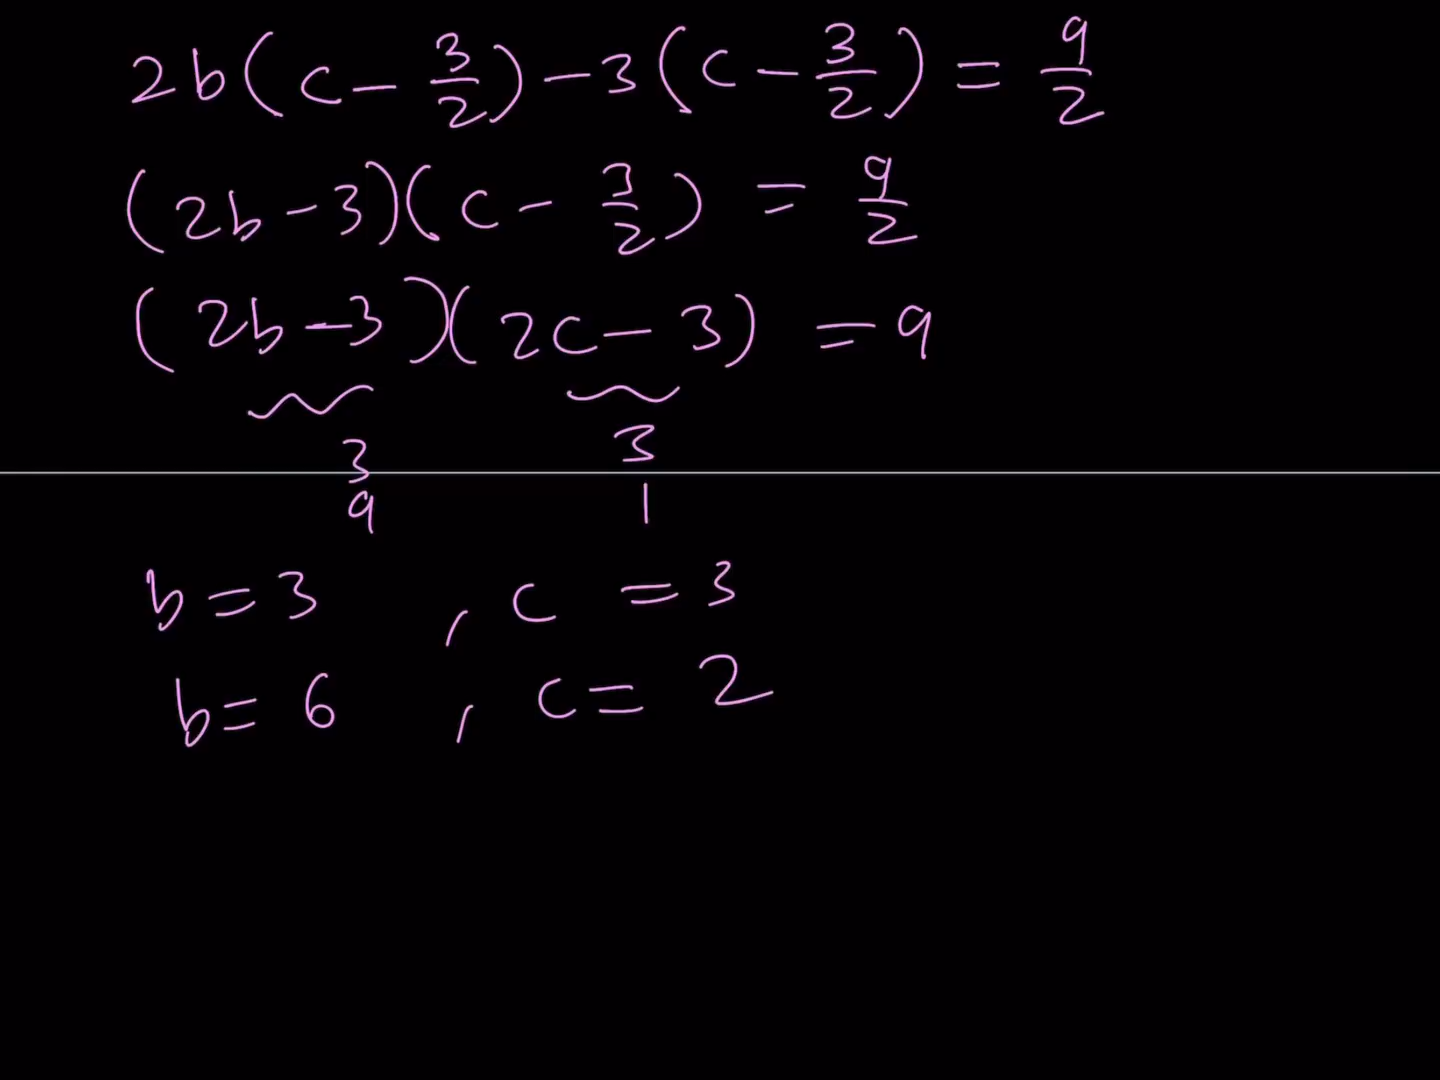 2b(c - 3/2) - 3(c - 3/2) = 9/2
(2b - 3)(c - 3/2) = 9/2
(2b - 3)(2c - 3) = 9
3 3
9 1
b = 3 , c = 3
b = 6 , c = 2